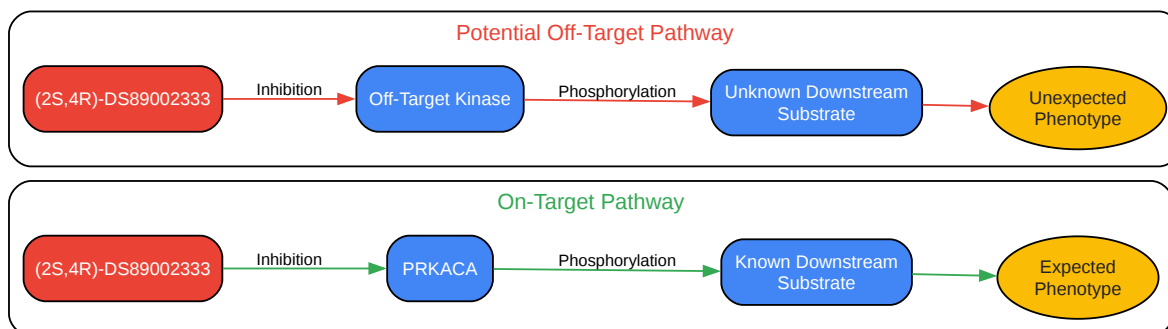 Potential Off-Target Pathway
(2S,4R)-DS89002333
Inhibition
Off-Target Kinase
Phosphorylation
Unknown Downstream
Substrate
Unexpected
Phenotype
On-Target Pathway
(2S,4R)-DS89002333
Inhibition
PRKACA
Phosphorylation
Known Downstream
Substrate
Expected
Phenotype